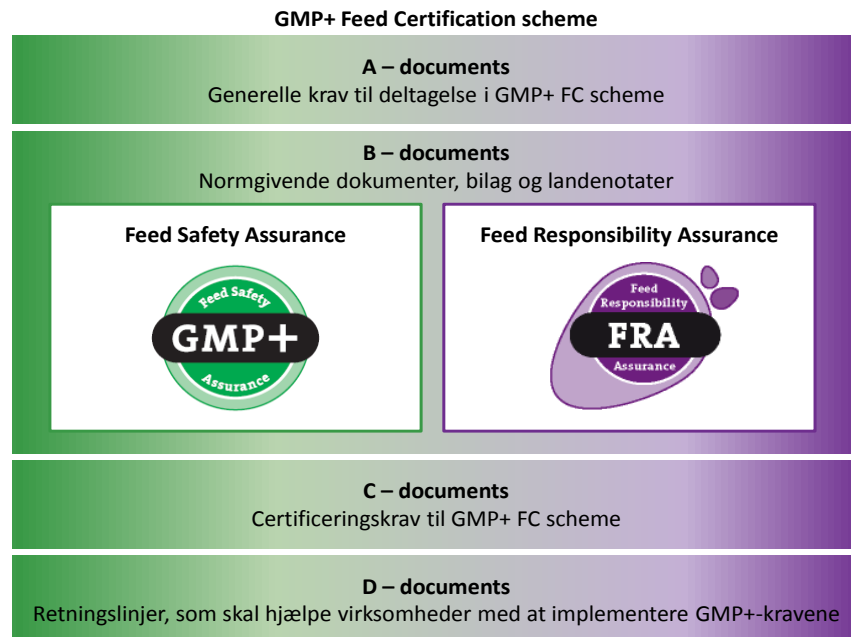 GMP+ Feed Certification scheme
A – documents
Generelle krav til deltagelse i GMP+ FC scheme
B – documents
Normgivende dokumenter, bilag og landenotater
Feed Safety Assurance
Feed Safety
GMP+
Assurance
Feed Responsibility Assurance
Feed
Responsibility
FRA
Assurance
C – documents
Certificeringskrav til GMP+ FC scheme
D – documents
Retningslinjer, som skal hjælpe virksomheder med at implementere GMP+-kravene